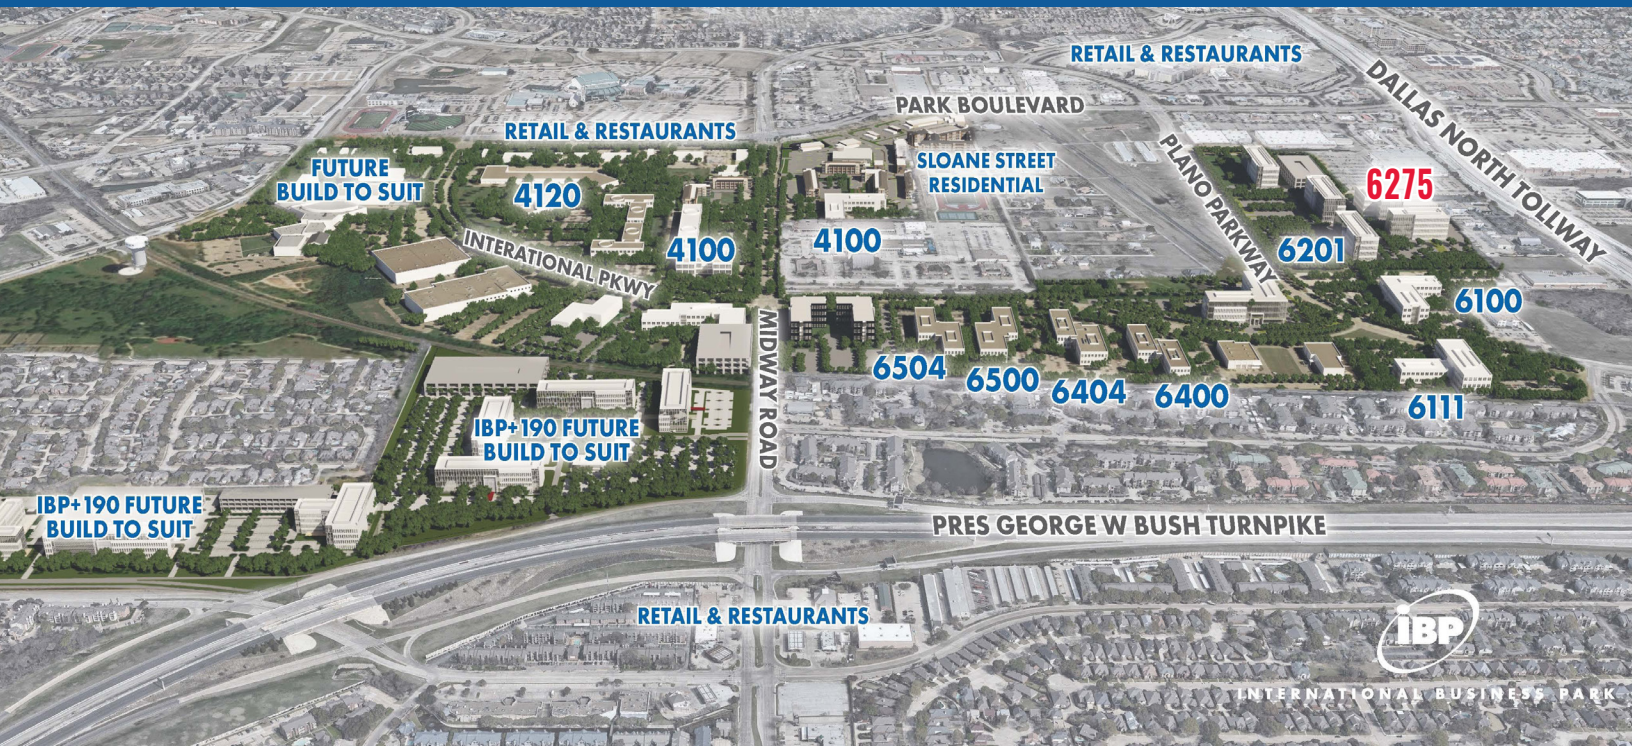 RETAIL & RESTAURANTS
DALLAS NORTH TOLLWAY
PARK BOULEVARD
RETAIL & RESTAURANTS
PLANO PARKWAY
FUTURE
BUILD TO SUIT
4120
SLOANE STREET
RESIDENTIAL
6275
INTERATIONAL PKWY
4100
4100
6201
6100
MIDWAY ROAD
6504
6500
6404
6400
6111
IBP+190 FUTURE
BUILD TO SUIT
IBP+190 FUTURE
BUILD TO SUIT
PRES GEORGE W BUSH TURNPIKE
RETAIL & RESTAURANTS
iBP
INTERNATIONAL BUSINESS PARK